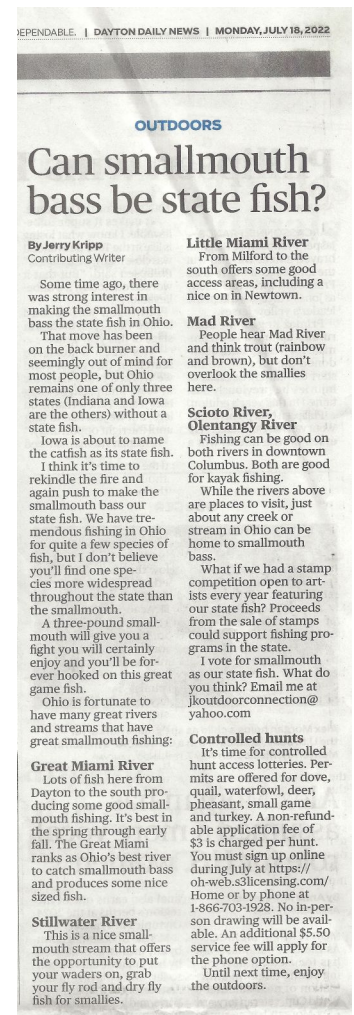 DEPENDABLE. | DAYTON DAILY NEWS | MONDAY, JULY 18, 2022
OUTDOORS
Can smallmouth
bass be state fish?
By Jerry Kripp
Contributing Writer
Some time ago, there
was strong interest in
making the smallmouth
bass the state fish in Ohio.
That move has been
on the back burner and
seemingly out of mind for
most people, but Ohio
remains one of only three
states (Indiana and Iowa
are the others) without a
state fish.
Iowa is about to name
the catfish as its state fish.
I think it's time to
rekindle the fire and
again push to make the
smallmouth bass our
state fish. We have tre-
mendous fishing in Ohio
for quite a few species of
fish, but I don't believe
you'll find one spe-
cies more widespread
throughout the state than
the smallmouth.
A three-pound small-
mouth will give you a
fight you will certainly
enjoy and you'll be for-
ever hooked on this great
game fish.
Ohio is fortunate to
have many great rivers
and streams that have
great smallmouth fishing:
Great Miami River
Lots of fish here from
Dayton to the south pro-
ducing some good small-
mouth fishing. It's best in
the spring through early
fall. The Great Miami
ranks as Ohio's best river
to catch smallmouth bass
and produces some nice
sized fish.
Stillwater River
This is a nice small-
mouth stream that offers
the opportunity to put
your waders on, grab
your fly rod and dry fly
fish for smallies.
Little Miami River
From Milford to the
south offers some good
access areas, including a
nice on in Newtown.
Mad River
People hear Mad River
and think trout (rainbow
and brown), but don't
overlook the smallies
here.
Scioto River,
Olentangy River
Fishing can be good on
both rivers in downtown
Columbus. Both are good
for kayak fishing.
While the rivers above
are places to visit, just
about any creek or
stream in Ohio can be
home to smallmouth
bass.
What if we had a stamp
competition open to art-
ists every year featuring
our state fish? Proceeds
from the sale of stamps
could support fishing pro-
grams in the state.
I vote for smallmouth
as our state fish. What do
you think? Email me at
jkoutdoorconnection@
yahoo.com
Controlled hunts
It's time for controlled
hunt access lotteries. Per-
mits are offered for dove,
quail, waterfowl, deer,
pheasant, small game
and turkey. A non-refund-
able application fee of
$3 is charged per hunt.
You must sign up online
during July at https://
oh-web.s3licensing.com/
Home or by phone at
1-866-703-1928. No in-per-
son drawing will be avail-
able. An additional $5.50
service fee will apply for
the phone option.
Until next time, enjoy
the outdoors.